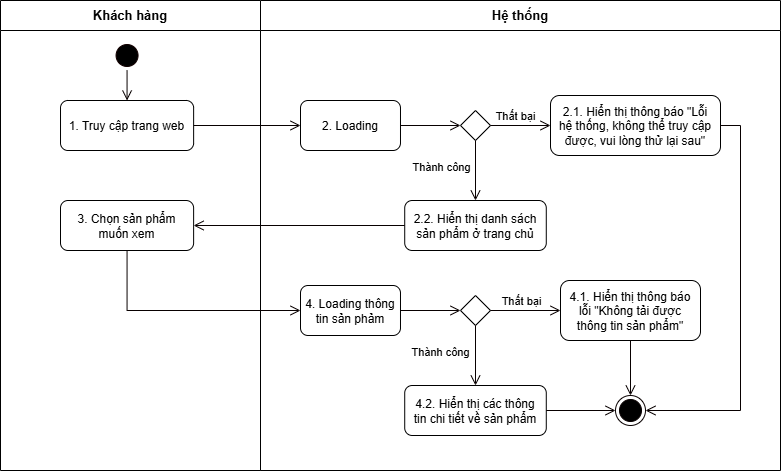 Khách hàng
Hệ thống
1. Truy cập trang web
2. Loading
Thất bại
2.1. Hiển thị thông báo "Lỗi
hệ thống, không thể truy cập
được, vui lòng thử lại sau"
Thành công
3. Chọn sản phẩm
muốn xem
2.2. Hiển thị danh sách
sản phẩm ở trang chủ
4. Loading thông
tin sản phảm
Thất bại
4.1. Hiển thị thông báo
lỗi "Không tải được
thông tin sản phẩm"
Thành công
4.2. Hiển thị các thông
tin chi tiết về sản phẩm